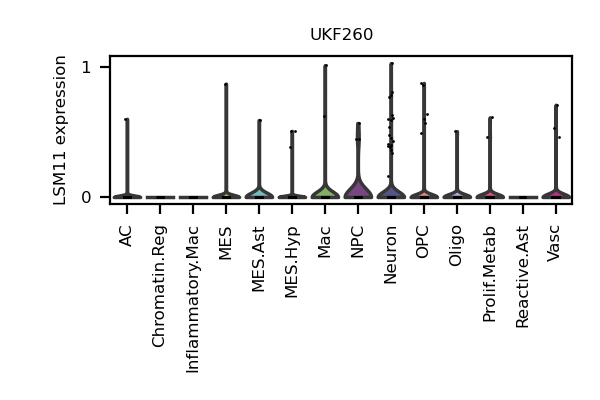 UKF260
LSM11 expression
1
0
AC
Chromatin.Reg
Inflammatory.Mac
MES
MES.Ast
MES.Hyp
Mac
NPC
Neuron
OPC
Oligo
Prolif.Metab
Reactive.Ast
Vasc